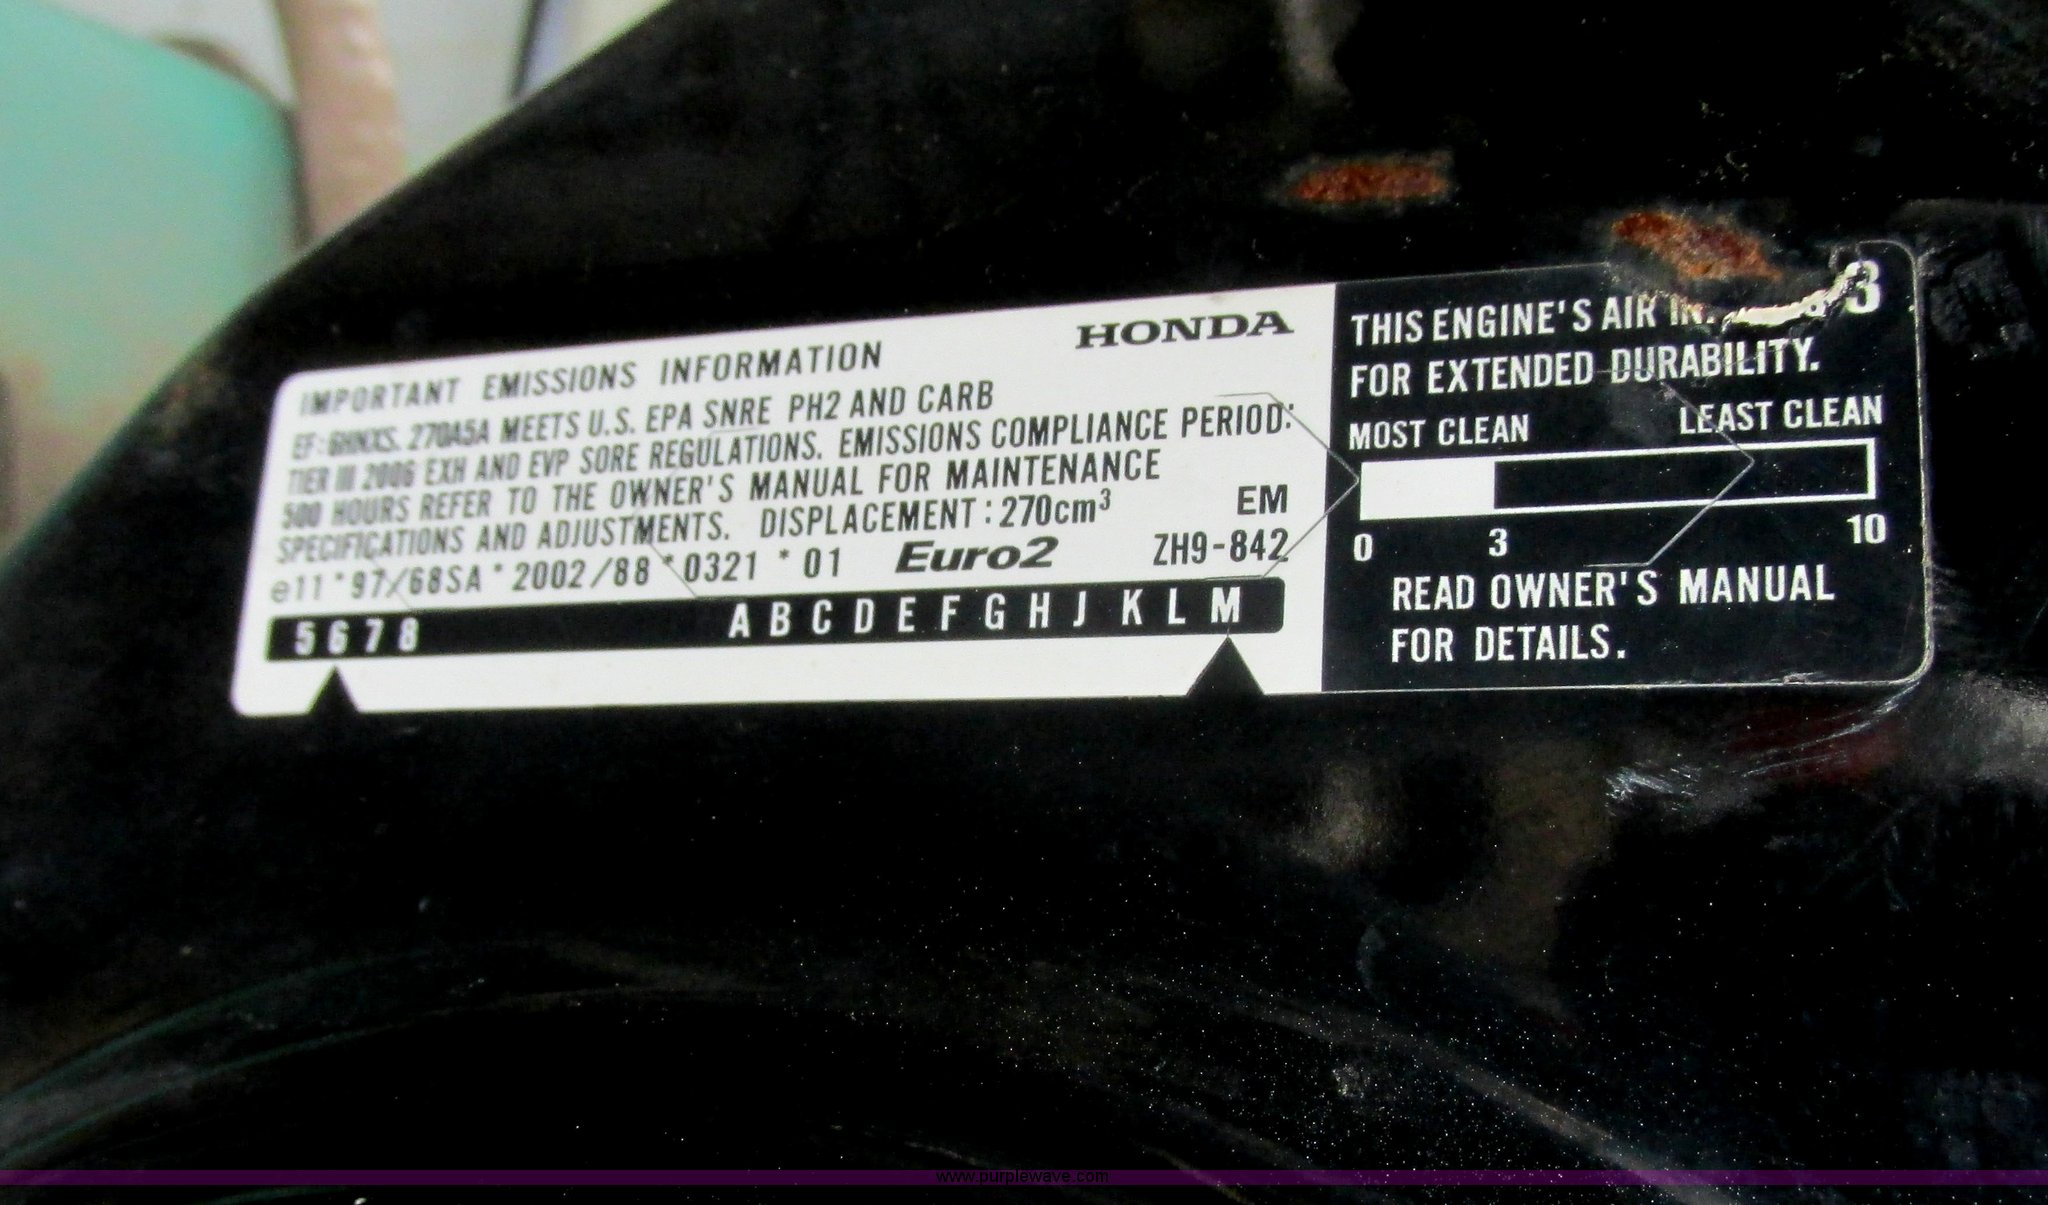 IMPORTANT EMISSIONS INFORMATION
HONDA
EF:6HNXS.270A5A MEETS U.S. EPA SNRE PH2 AND CARB
TIER III 2006 EXH AND EVP SORE REGULATIONS. EMISSIONS COMPLIANCE PERIOD:
500 HOURS REFER TO THE OWNER'S MANUAL FOR MAINTENANCE
SPECIFICATIONS AND ADJUSTMENTS. DISPLACEMENT:270cm³ EM
e11*97/68SA*2002/88*0321*01 Euro2 ZH9-842
5 6 7 8 A B C D E F G H J K L M
THIS ENGINE'S AIR 3
FOR EXTENDED DURABILITY.
MOST CLEAN LEAST CLEAN
0 3 10
READ OWNER'S MANUAL
FOR DETAILS.
www.purplewave.com